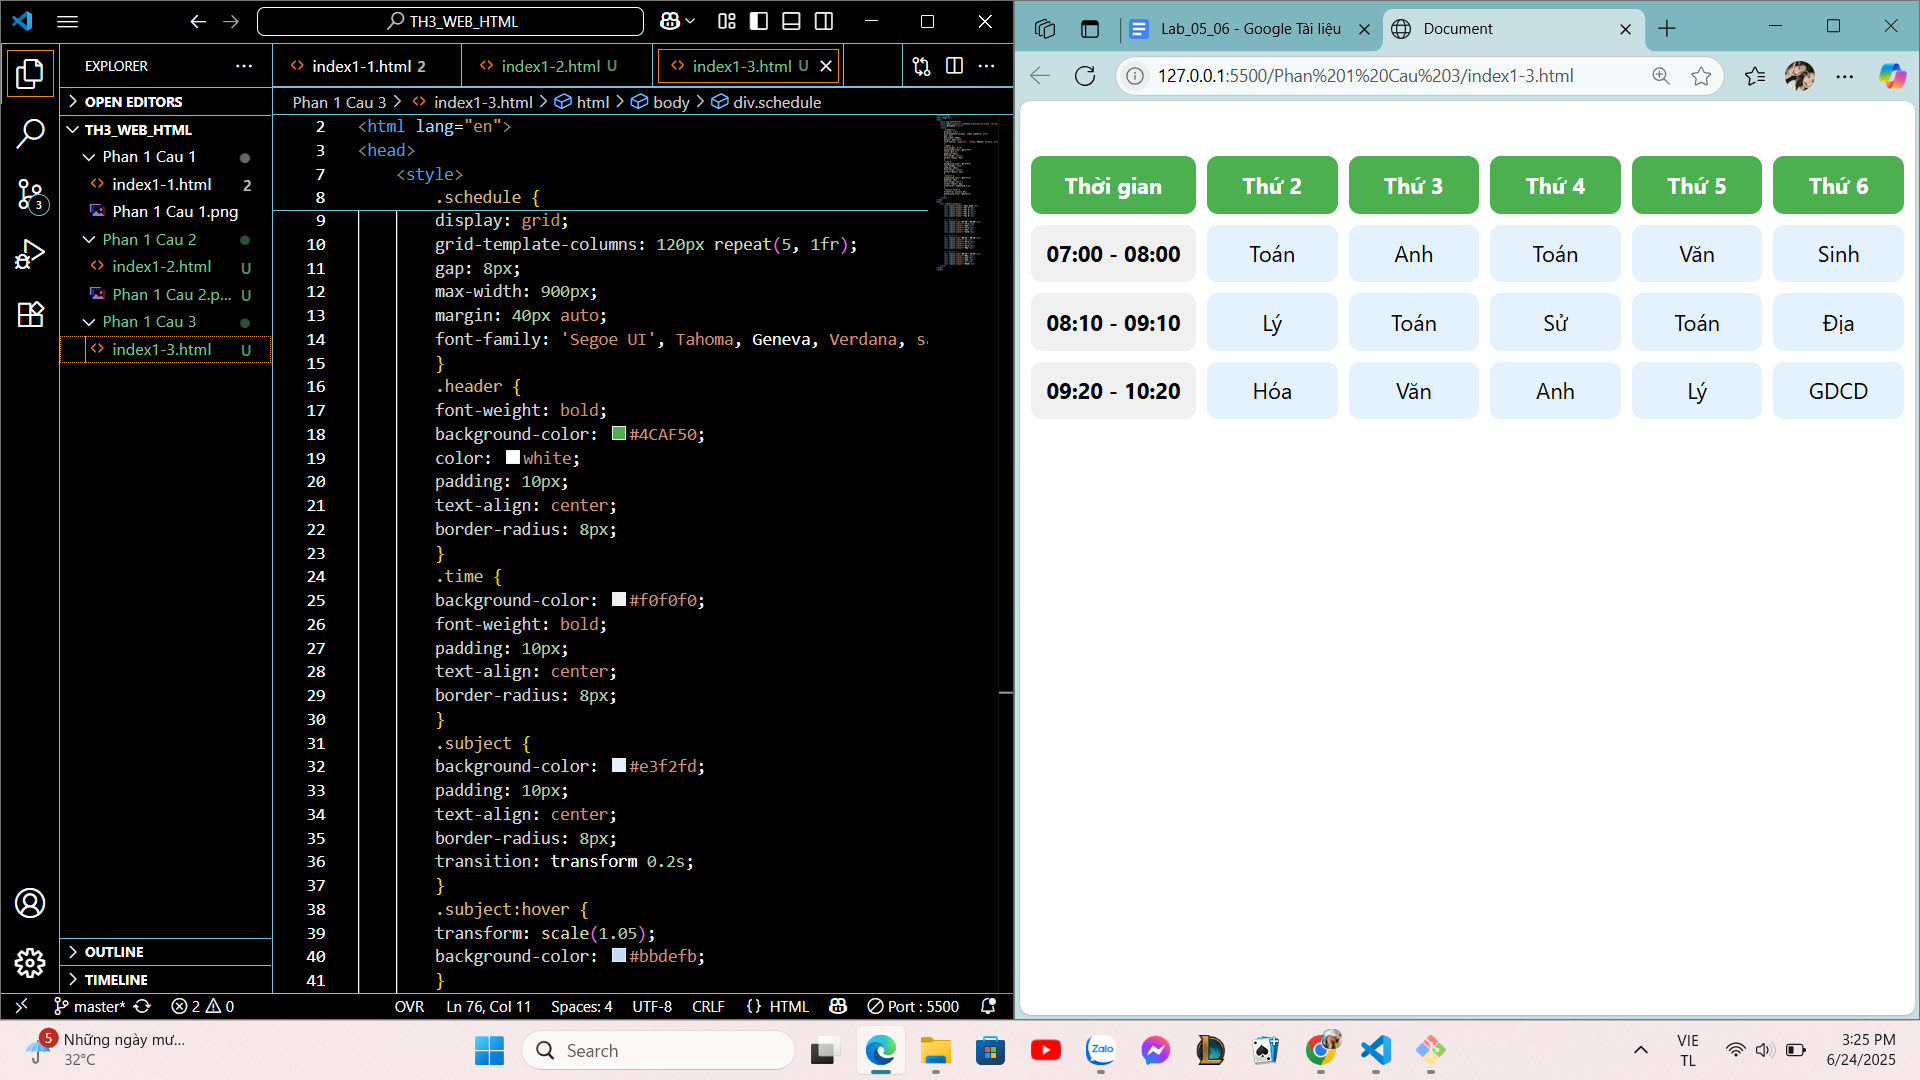 TH3_WEB_HTML
EXPLORER
OPEN EDITORS
TH3_WEB_HTML
Phan 1 Cau 1
index1-1.html 2
Phan 1 Cau 1.png
Phan 1 Cau 2
index1-2.html U
Phan 1 Cau 2.p... U
Phan 1 Cau 3
index1-3.html U
OUTLINE
TIMELINE
3
index1-1.html 2
index1-2.html U
index1-3.html U
Phan 1 Cau 3 > index1-3.html > html > body > div.schedule
2 <html lang="en">
3 <head>
7 <style>
8 .schedule {
9 display: grid;
10 grid-template-columns: 120px repeat(5, 1fr);
11 gap: 8px;
12 max-width: 900px;
13 margin: 40px auto;
14 font-family: 'Segoe UI', Tahoma, Geneva, Verdana, sa
15 }
16 .header {
17 font-weight: bold;
18 background-color: #4CAF50;
19 color: white;
20 padding: 10px;
21 text-align: center;
22 border-radius: 8px;
23 }
24 .time {
25 background-color: #f0f0f0;
26 font-weight: bold;
27 padding: 10px;
28 text-align: center;
29 border-radius: 8px;
30 }
31 .subject {
32 background-color: #e3f2fd;
33 padding: 10px;
34 text-align: center;
35 border-radius: 8px;
36 transition: transform 0.2s;
37 }
38 .subject:hover {
39 transform: scale(1.05);
40 background-color: #bbdefb;
41 }
master* 2 0 OVR Ln 76, Col 11 Spaces: 4 UTF-8 CRLF {} HTML Port : 5500
Lab_05_06 - Google Tài liệu
Document
127.0.0.1:5500/Phan%201%20Cau%203/index1-3.html
Thời gian Thứ 2 Thứ 3 Thứ 4 Thứ 5 Thứ 6
07:00 - 08:00 Toán Anh Toán Văn Sinh
08:10 - 09:10 Lý Toán Sử Toán Địa
09:20 - 10:20 Hóa Văn Anh Lý GDCD
5
Những ngày mư...
32°C
Search
Zalo
VIE
TL
3:25 PM
6/24/2025